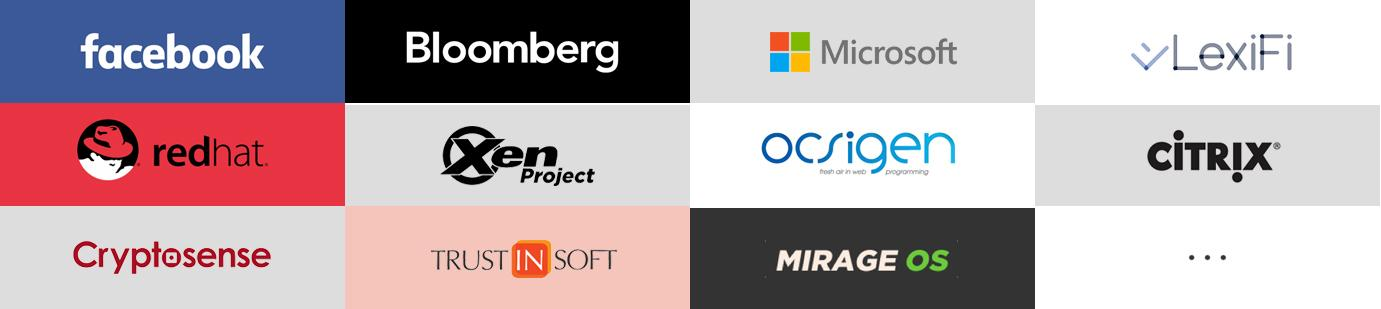 facebook
Bloomberg
Microsoft
LexiFi
redhat.
Xen
Project
ocsigen
fresh air in web programming
CiTRIX®
Cryptosense
TRUST IN SOFT
MIRAGE OS
...